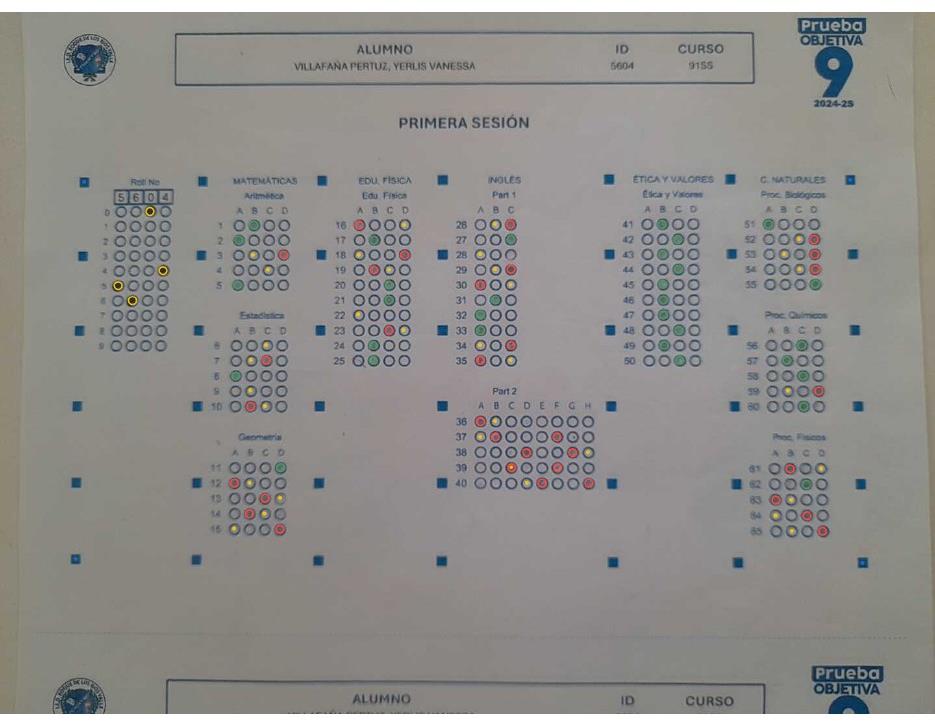 Prueba
OBJETIVA
9
2024-25
ALUMNO ID CURSO
VILLAFAÑA PERTUZ, YERLIS VANESSA 5604 915S
PRIMERA SESIÓN
Roll No
5 6 0 4
0
1
2
3
4
5
6
7
8
9
MATEMÁTICAS
Aritmética
A B C D
1
2
3
4
5
Estadística
A B C D
6
7
8
9
10
Geometría
A B C D
11
12
13
14
15
EDU. FÍSICA
Edu. Física
A B C D
16
17
18
19
20
21
22
23
24
25
INGLÉS
Part 1
A B C
26
27
28
29
30
31
32
33
34
35
Part 2
A B C D E F G H
36
37
38
39
40
ÉTICA Y VALORES
Ética y Valores
A B C D
41
42
43
44
45
46
47
48
49
50
C. NATURALES
Proc. Biológicos
A B C D
51
52
53
54
55
Proc. Químicos
A B C D
56
57
58
59
60
Proc. Físicos
A B C D
61
62
63
64
65
Prueba
OBJETIVA
ALUMNO ID CURSO